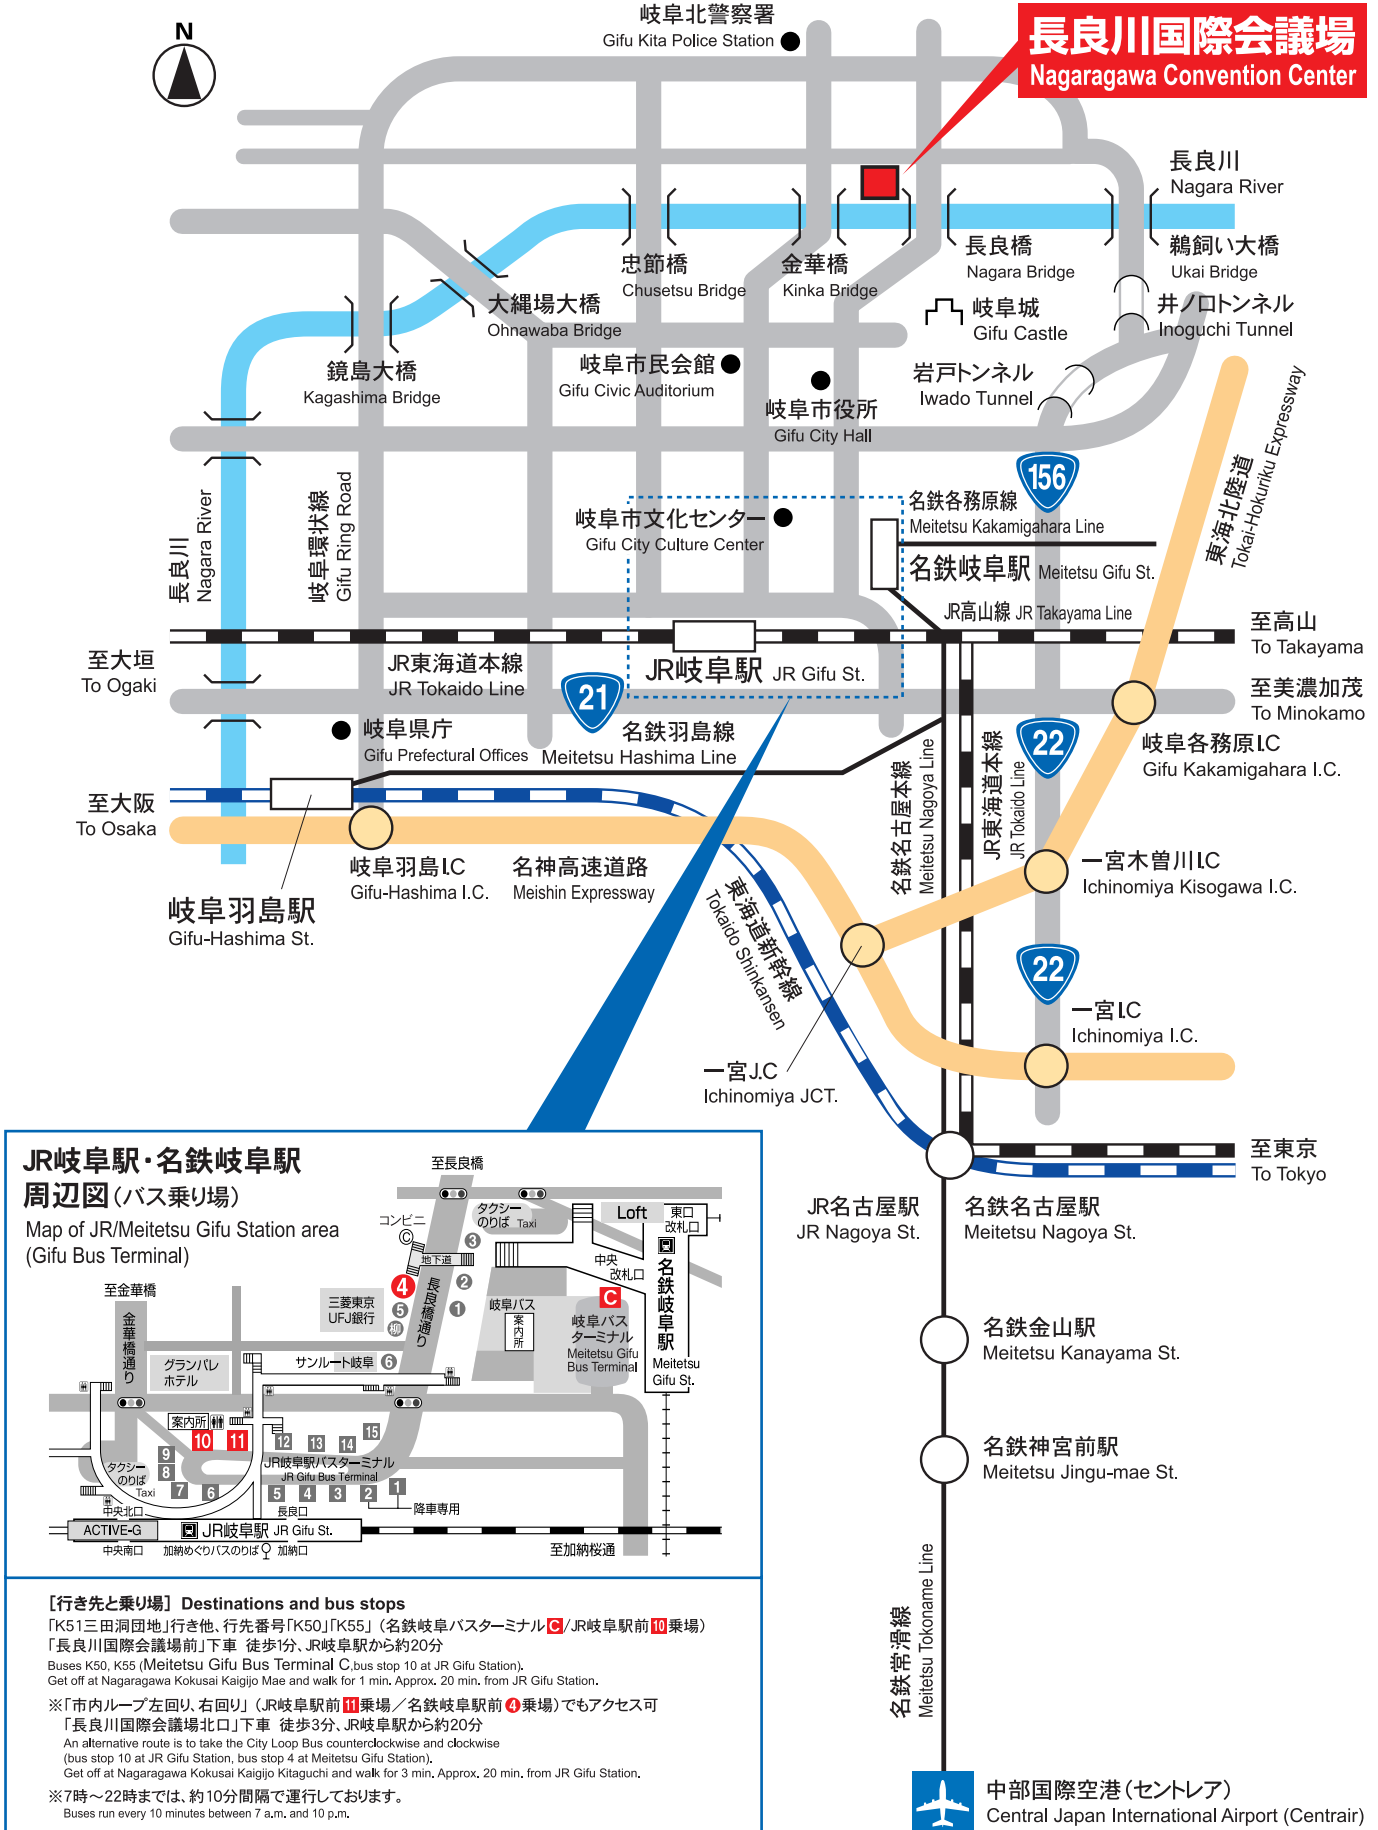 N
岐阜北警察署
Gifu Kita Police Station
長良川国際会議場
Nagaragawa Convention Center
長良川
Nagara River
忠節橋
Chusetsu Bridge
金華橋
Kinka Bridge
長良橋
Nagara Bridge
鵜飼い大橋
Ukai Bridge
大縄場大橋
Ohnawaba Bridge
岐阜城
Gifu Castle
井ノ口トンネル
Inoguchi Tunnel
鏡島大橋
Kagashima Bridge
岐阜市民会館
Gifu Civic Auditorium
岐阜市役所
Gifu City Hall
岩戸トンネル
Iwado Tunnel
東海北陸道
Tokai-Hokuriku Expressway
156
長良川
Nagara River
岐阜環状線
Gifu Ring Road
岐阜市文化センター
Gifu City Culture Center
名鉄各務原線
Meitetsu Kakamigahara Line
名鉄岐阜駅 Meitetsu Gifu St.
JR高山線 JR Takayama Line
至高山
To Takayama
至大垣
To Ogaki
JR東海道本線
JR Tokaido Line
JR岐阜駅 JR Gifu St.
21
至美濃加茂
To Minokamo
岐阜県庁
Gifu Prefectural Offices
名鉄羽島線
Meitetsu Hashima Line
名鉄名古屋本線
Meitetsu Nagoya Line
JR東海道本線
JR Tokaido Line
22
岐阜各務原I.C
Gifu Kakamigahara I.C.
至大阪
To Osaka
岐阜羽島I.C
Gifu-Hashima I.C.
名神高速道路
Meishin Expressway
岐阜羽島駅
Gifu-Hashima St.
東海道新幹線
Tokaido Shinkansen
一宮木曽川I.C
Ichinomiya Kisogawa I.C.
22
一宮I.C
Ichinomiya I.C.
一宮J.C
Ichinomiya JCT.
至東京
To Tokyo
JR名古屋駅
JR Nagoya St.
名鉄名古屋駅
Meitetsu Nagoya St.
名鉄金山駅
Meitetsu Kanayama St.
名鉄神宮前駅
Meitetsu Jingu-mae St.
名鉄常滑線
Meitetsu Tokoname Line
中部国際空港(セントレア)
Central Japan International Airport (Centrair)
JR岐阜駅・名鉄岐阜駅
周辺図(バス乗り場)
Map of JR/Meitetsu Gifu Station area
(Gifu Bus Terminal)
至長良橋
コンビニ
C
タクシー
のりば Taxi
Loft
東口
改札口
3
地下道
中央
改札口
名鉄岐阜駅
Meitetsu
Gifu St.
至金華橋
4
2
長良橋通り
1
三菱東京
UFJ銀行
5
柳
岐阜バス
案内所
C
岐阜バス
ターミナル
Meitetsu Gifu
Bus Terminal
金華橋通り
グランパレ
ホテル
サンルート岐阜
6
案内所
10
11
12
13
14
15
9
8
7
6
タクシー
のりば
Taxi
JR岐阜駅バスターミナル
JR Gifu Bus Terminal
5
4
3
2
1
降車専用
中央北口
長良口
ACTIVE-G
JR岐阜駅 JR Gifu St.
中央南口
加納めぐりバスのりば
加納口
至加納桜通
[行き先と乗り場] Destinations and bus stops
「K51三田洞団地」行き他、行先番号「K50」「K55」(名鉄岐阜バスターミナルC/JR岐阜駅前10乗場)
「長良川国際会議場前」下車 徒歩1分、JR岐阜駅から約20分
Buses K50, K55 (Meitetsu Gifu Bus Terminal C,bus stop 10 at JR Gifu Station).
Get off at Nagaragawa Kokusai Kaigijo Mae and walk for 1 min. Approx. 20 min. from JR Gifu Station.
※「市内ループ左回り、右回り」(JR岐阜駅前11乗場/名鉄岐阜駅前4乗場)でもアクセス可
「長良川国際会議場北口」下車 徒歩3分、JR岐阜駅から約20分
An alternative route is to take the City Loop Bus counterclockwise and clockwise
(bus stop 10 at JR Gifu Station, bus stop 4 at Meitetsu Gifu Station).
Get off at Nagaragawa Kokusai Kaigijo Kitaguchi and walk for 3 min. Approx. 20 min. from JR Gifu Station.
※7時～22時までは、約10分間隔で運行しております。
Buses run every 10 minutes between 7 a.m. and 10 p.m.